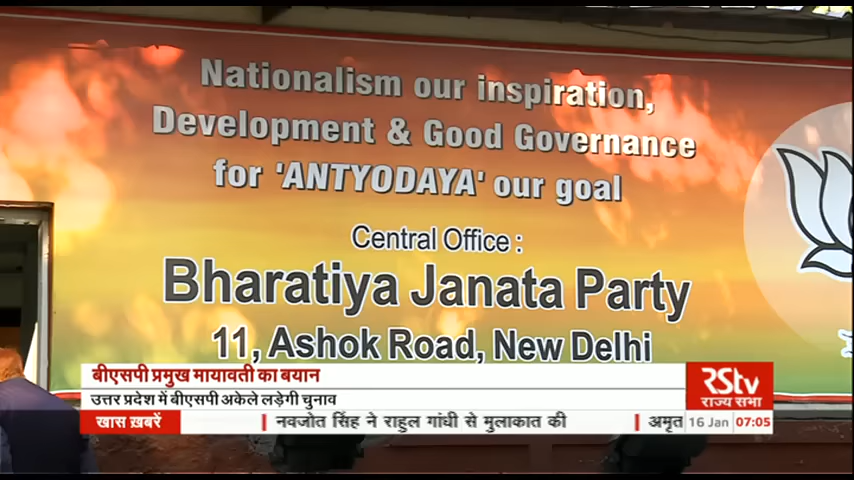 Nationalism our inspiration,
Development & Good Governance
for 'ANTYODAYA' our goal
Central Office :
Bharatiya Janata Party
11, Ashok Road, New Delhi
बीएसपी प्रमुख मायावती का बयान
उत्तर प्रदेश में बीएसपी अकेले लड़ेगी चुनाव
RStv
राज्य सभा
खास ख़बरें | नवजोत सिंह ने राहुल गांधी से मुलाकात की | अमृत 16 Jan 07:05